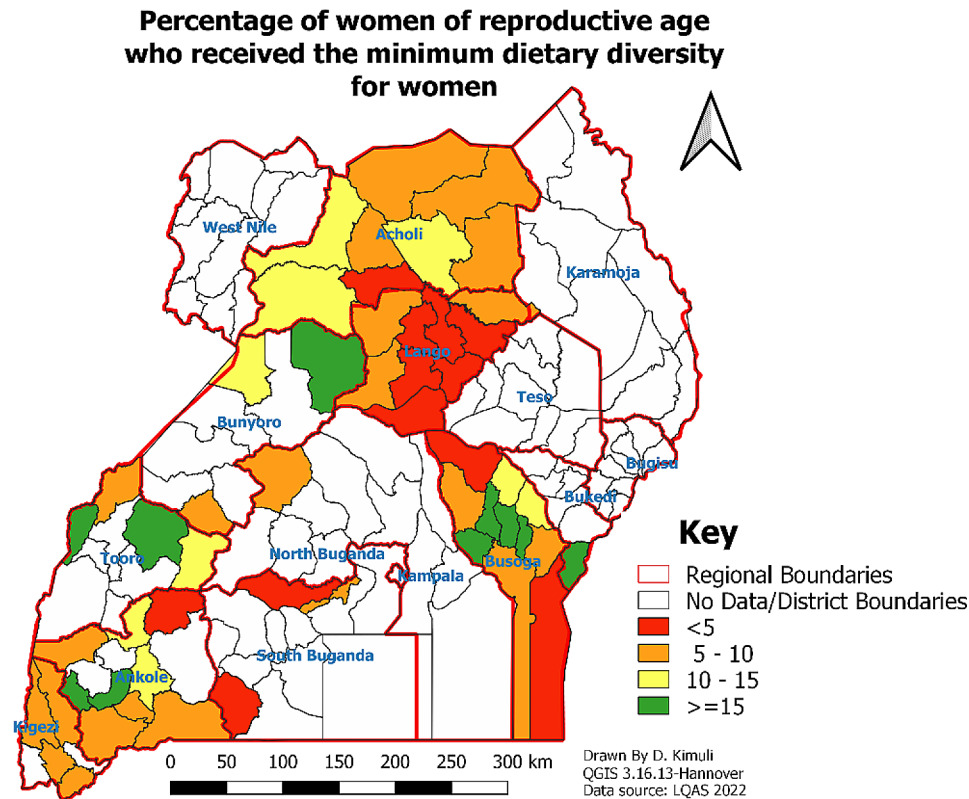 Percentage of women of reproductive age
who received the minimum dietary diversity
for women
West Nile
Acholi
Karamoja
Lango
Teso
Bunyoro
Bugisu
Bukedi
Tooro
North Buganda
Kampala
Busoga
South Buganda
Ankole
Kigezi
Key
Regional Boundaries
No Data/District Boundaries
<5
5 - 10
10 - 15
>=15
0 50 100 150 200 250 300 km
Drawn By D. Kimuli
QGIS 3.16.13-Hannover
Data source: LQAS 2022